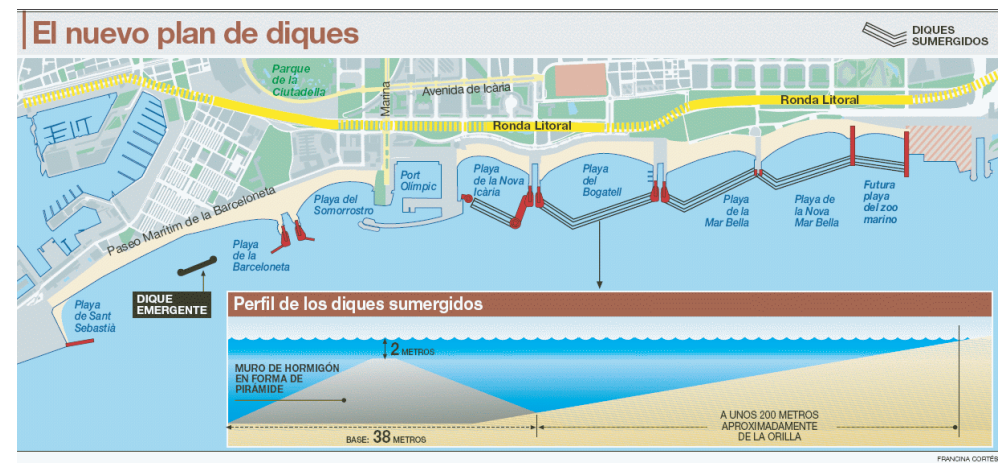 El nuevo plan de diques
DIQUES
SUMERGIDOS
Parque
de la
Ciutadella
Marina
Avenida de Icària
Ronda Litoral
Ronda Litoral
Paseo Marítim de la Barceloneta
Playa
de Sant
Sebastià
DIQUE
EMERGENTE
Playa
de la
Barceloneta
Playa del
Somorrostro
Port
Olímpic
Playa
de la Nova
Icària
Playa
del
Bogatell
Playa
de la
Mar Bella
Playa de
la Nova
Mar Bella
Futura
playa
del zoo
marino
Perfil de los diques sumergidos
2 METROS
MURO DE HORMIGÓN
EN FORMA DE
PIRÁMIDE
BASE: 38 METROS
A UNOS 200 METROS
APROXIMADAMENTE
DE LA ORILLA
FRANCINA CORTÉS